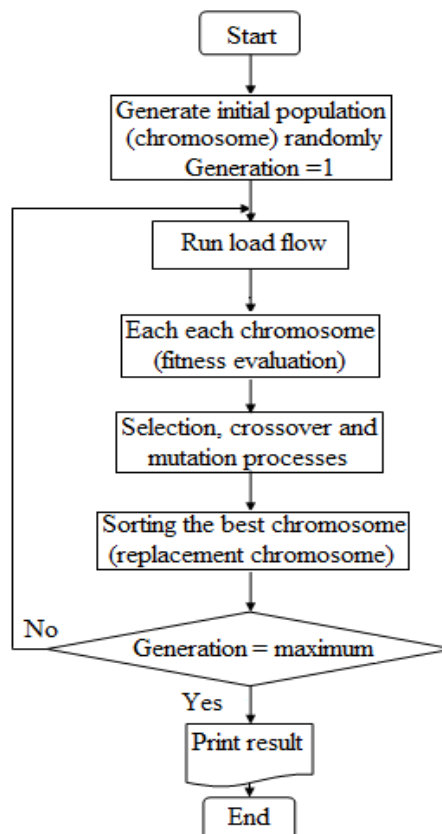 Start
Generate initial population
(chromosome) randomly
Generation =1
Run load flow
Each each chromosome
(fitness evaluation)
Selection, crossover and
mutation processes
Sorting the best chromosome
(replacement chromosome)
No
Generation = maximum
Yes
Print result
End